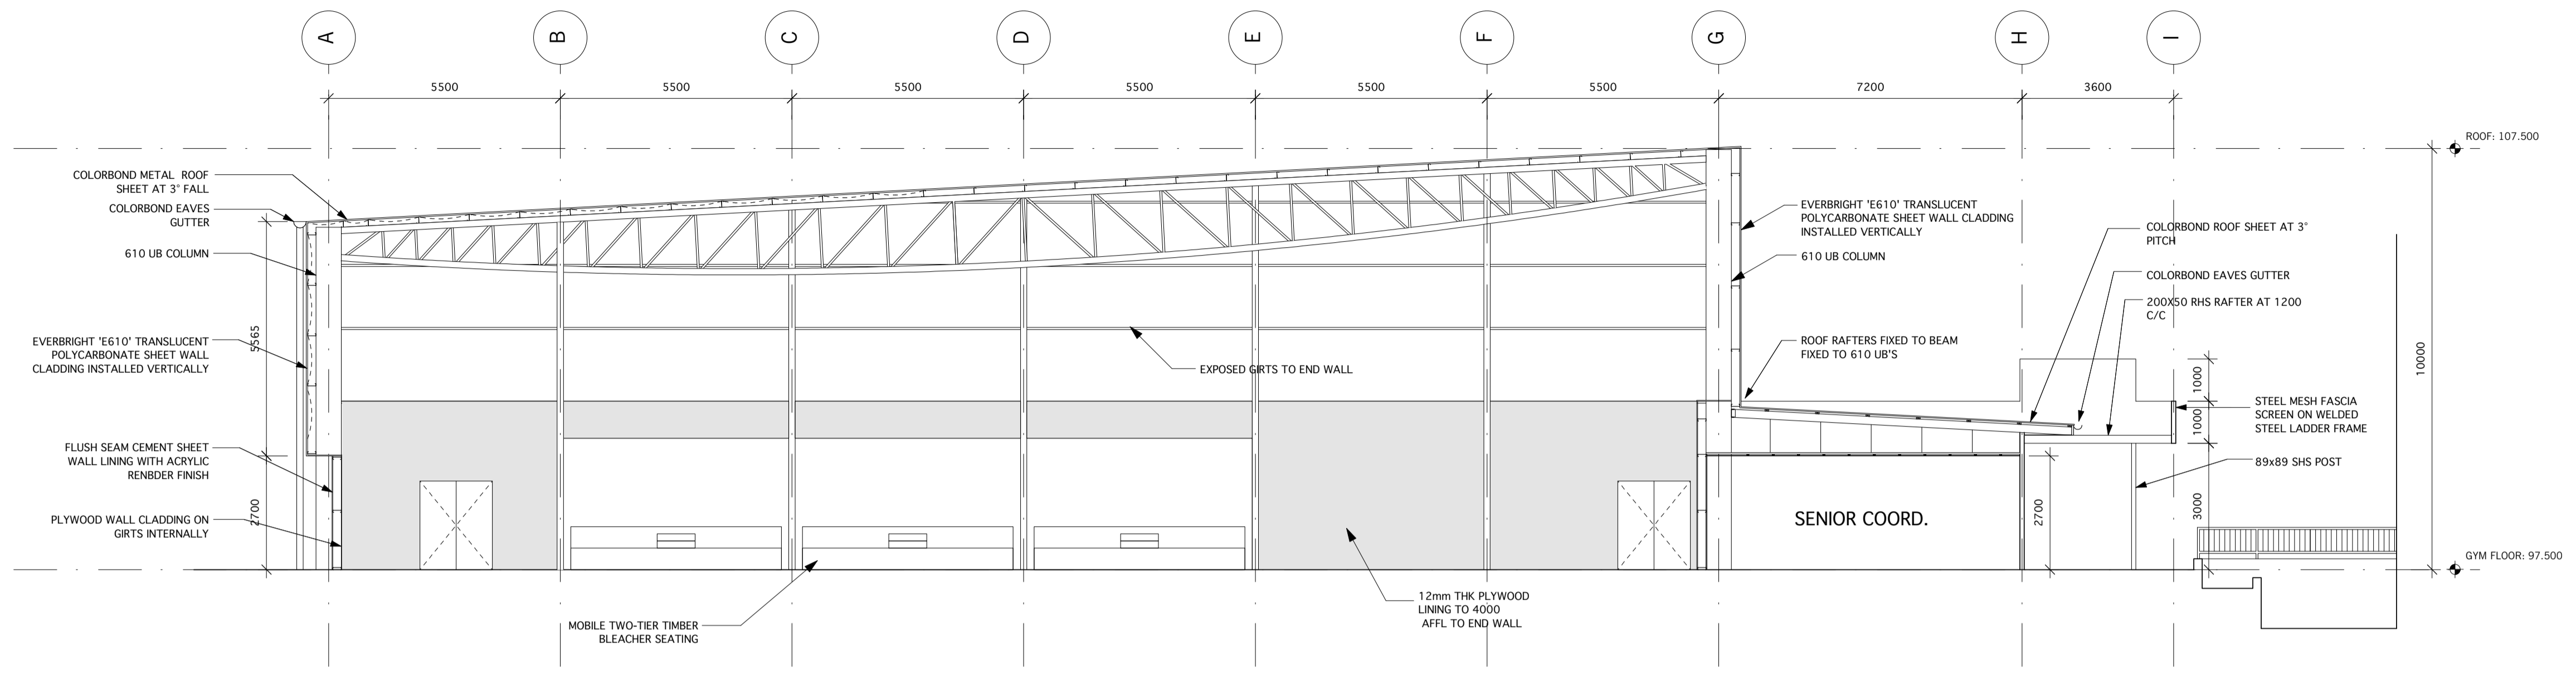 A
B
C
D
E
F
G
H
I
5500
5500
5500
5500
5500
5500
7200
3600
ROOF: 107.500
COLORBOND METAL ROOF
SHEET AT 3° FALL
COLORBOND EAVES
GUTTER
610 UB COLUMN
5565
EVERBRIGHT 'E610' TRANSLUCENT
POLYCARBONATE SHEET WALL
CLADDING INSTALLED VERTICALLY
FLUSH SEAM CEMENT SHEET
WALL LINING WITH ACRYLIC
RENBDER FINISH
2700
PLYWOOD WALL CLADDING ON
GIRTS INTERNALLY
MOBILE TWO-TIER TIMBER
BLEACHER SEATING
EXPOSED GIRTS TO END WALL
12mm THK PLYWOOD
LINING TO 4000
AFFL TO END WALL
EVERBRIGHT 'E610' TRANSLUCENT
POLYCARBONATE SHEET WALL CLADDING
INSTALLED VERTICALLY
610 UB COLUMN
ROOF RAFTERS FIXED TO BEAM
FIXED TO 610 UB'S
SENIOR COORD.
2700
COLORBOND ROOF SHEET AT 3°
PITCH
COLORBOND EAVES GUTTER
200X50 RHS RAFTER AT 1200
C/C
1000
1000
3000
STEEL MESH FASCIA
SCREEN ON WELDED
STEEL LADDER FRAME
89x89 SHS POST
10000
GYM FLOOR: 97.500